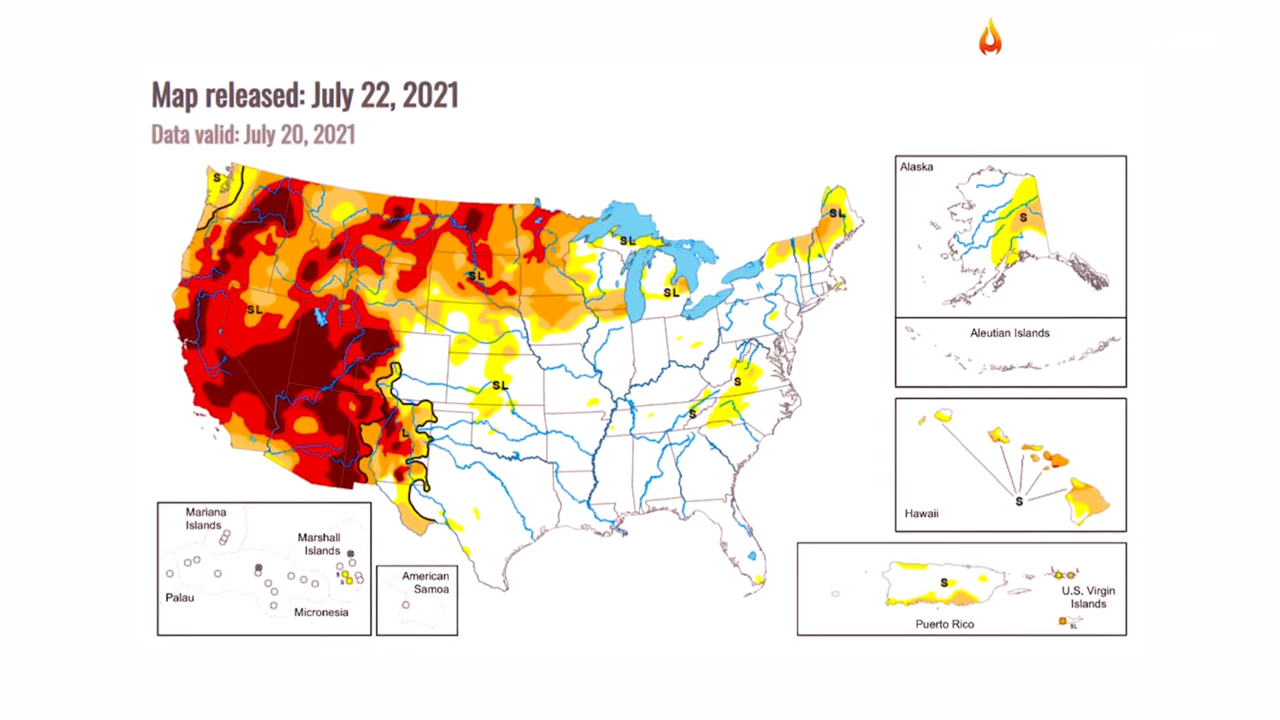 Map released: July 22, 2021
Data valid: July 20, 2021
S
SL
SL
SL
SL
SL
SL
L
S
S
Alaska
S
Aleutian Islands
Hawaii
S
Mariana
Islands
Marshall
Islands
S
S
Palau
Micronesia
American
Samoa
S
Puerto Rico
L
L
U.S. Virgin
Islands
SL